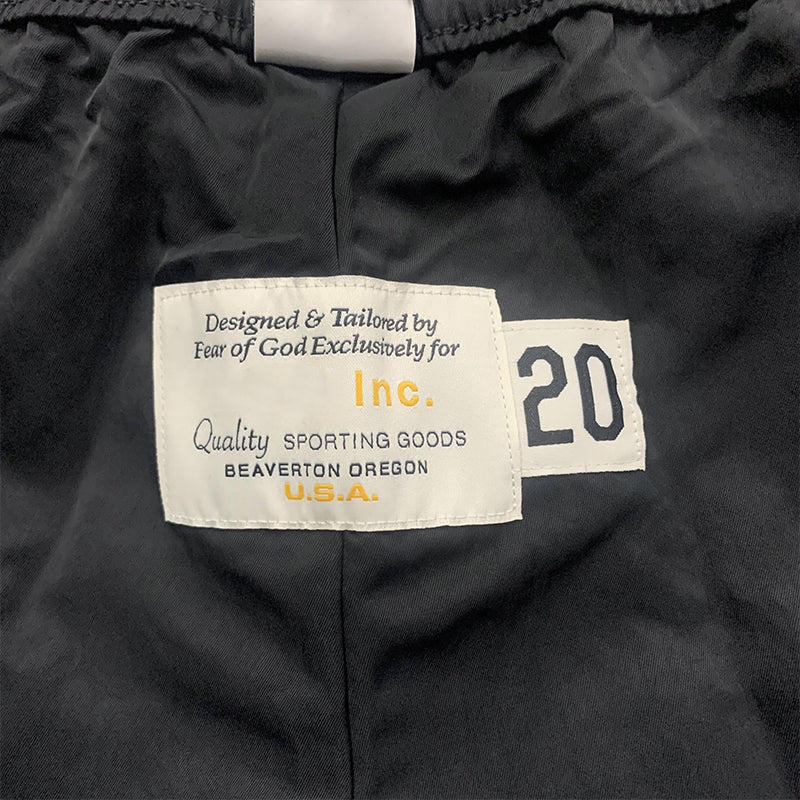 Designed & Tailored by
Fear of God Exclusively for
Inc.
Quality SPORTING GOODS
BEAVERTON OREGON
U.S.A.
20